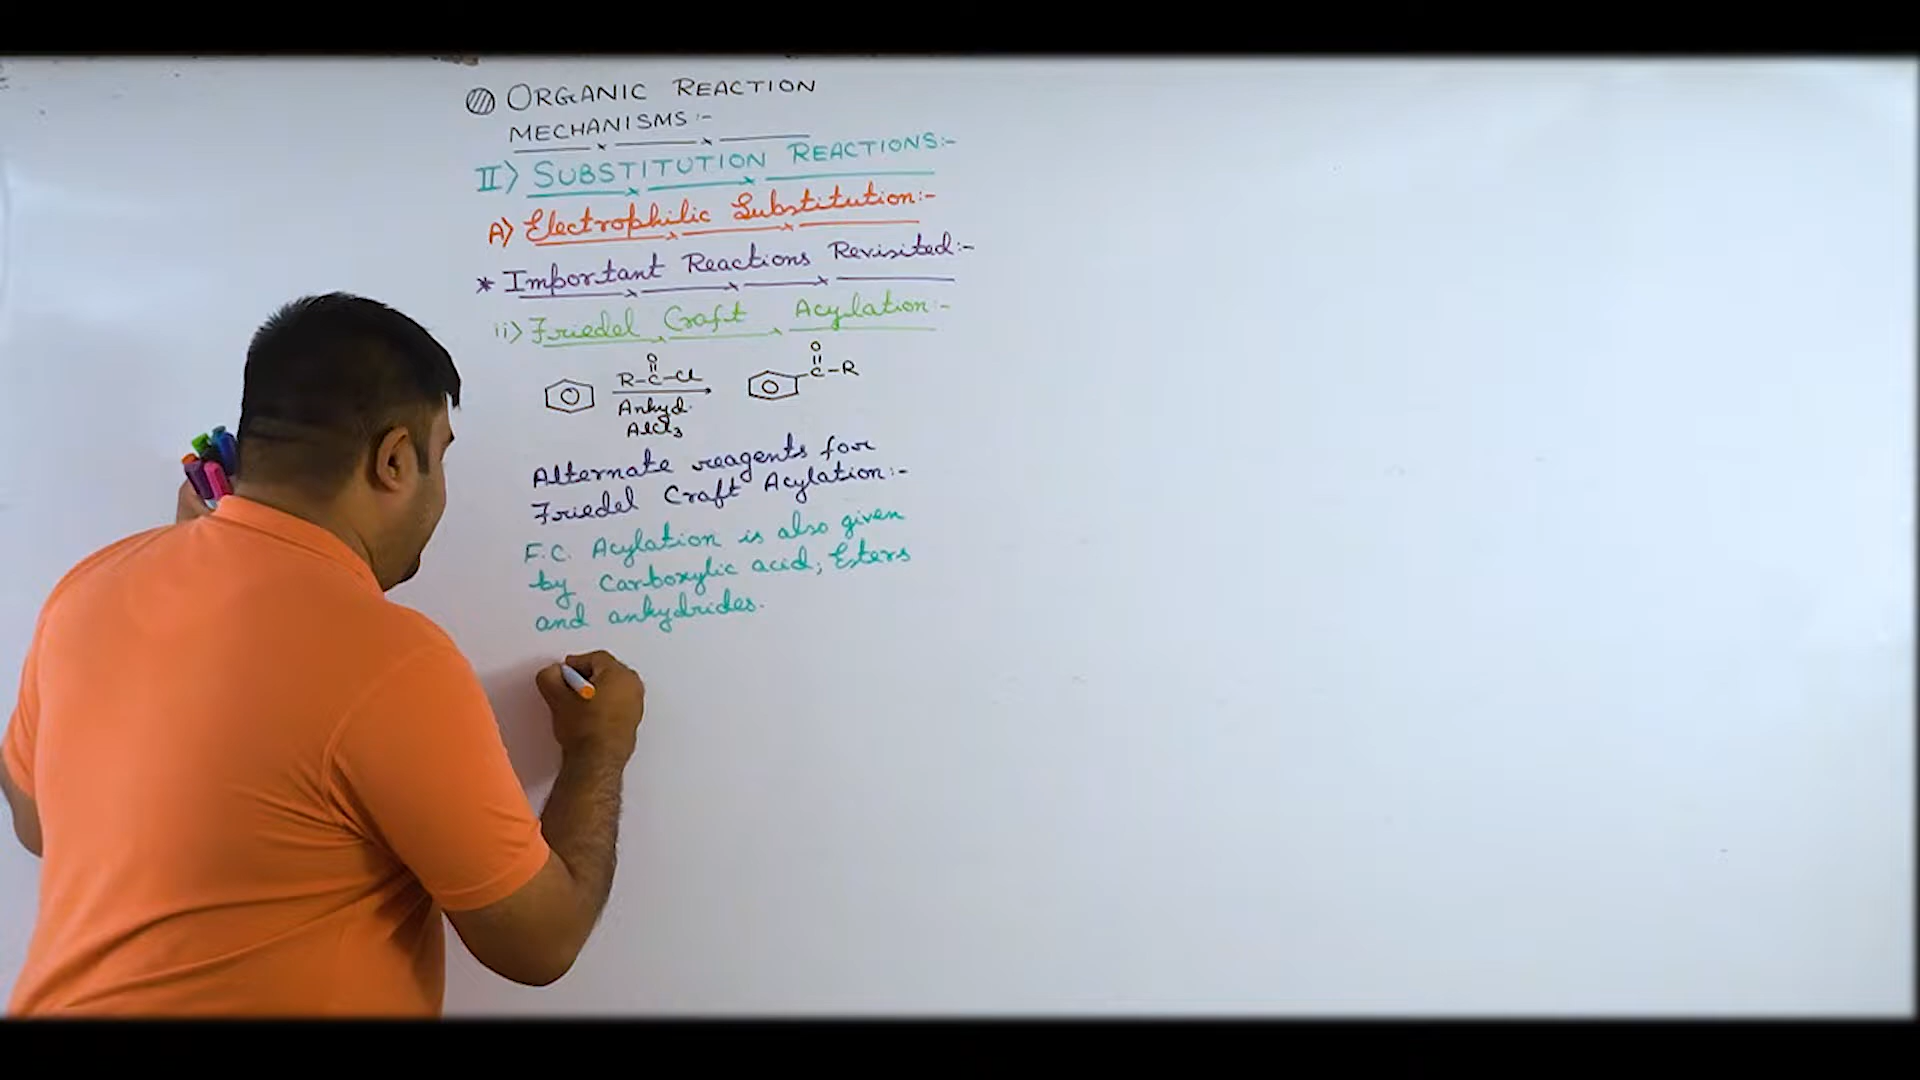 ORGANIC REACTION
MECHANISMS:-
II) SUBSTITUTION REACTIONS:-
A) Electrophilic Substitution:-
* Important Reactions Revisited:-
ii) Friedel Craft Acylation:-
O
R-C-Cl
Anhyd.
AlCl3
O
C-R
Alternate reagents for
Friedel Craft Acylation:-
F.C. Acylation is also given
by Carboxylic acid, Esters
and anhydrides.